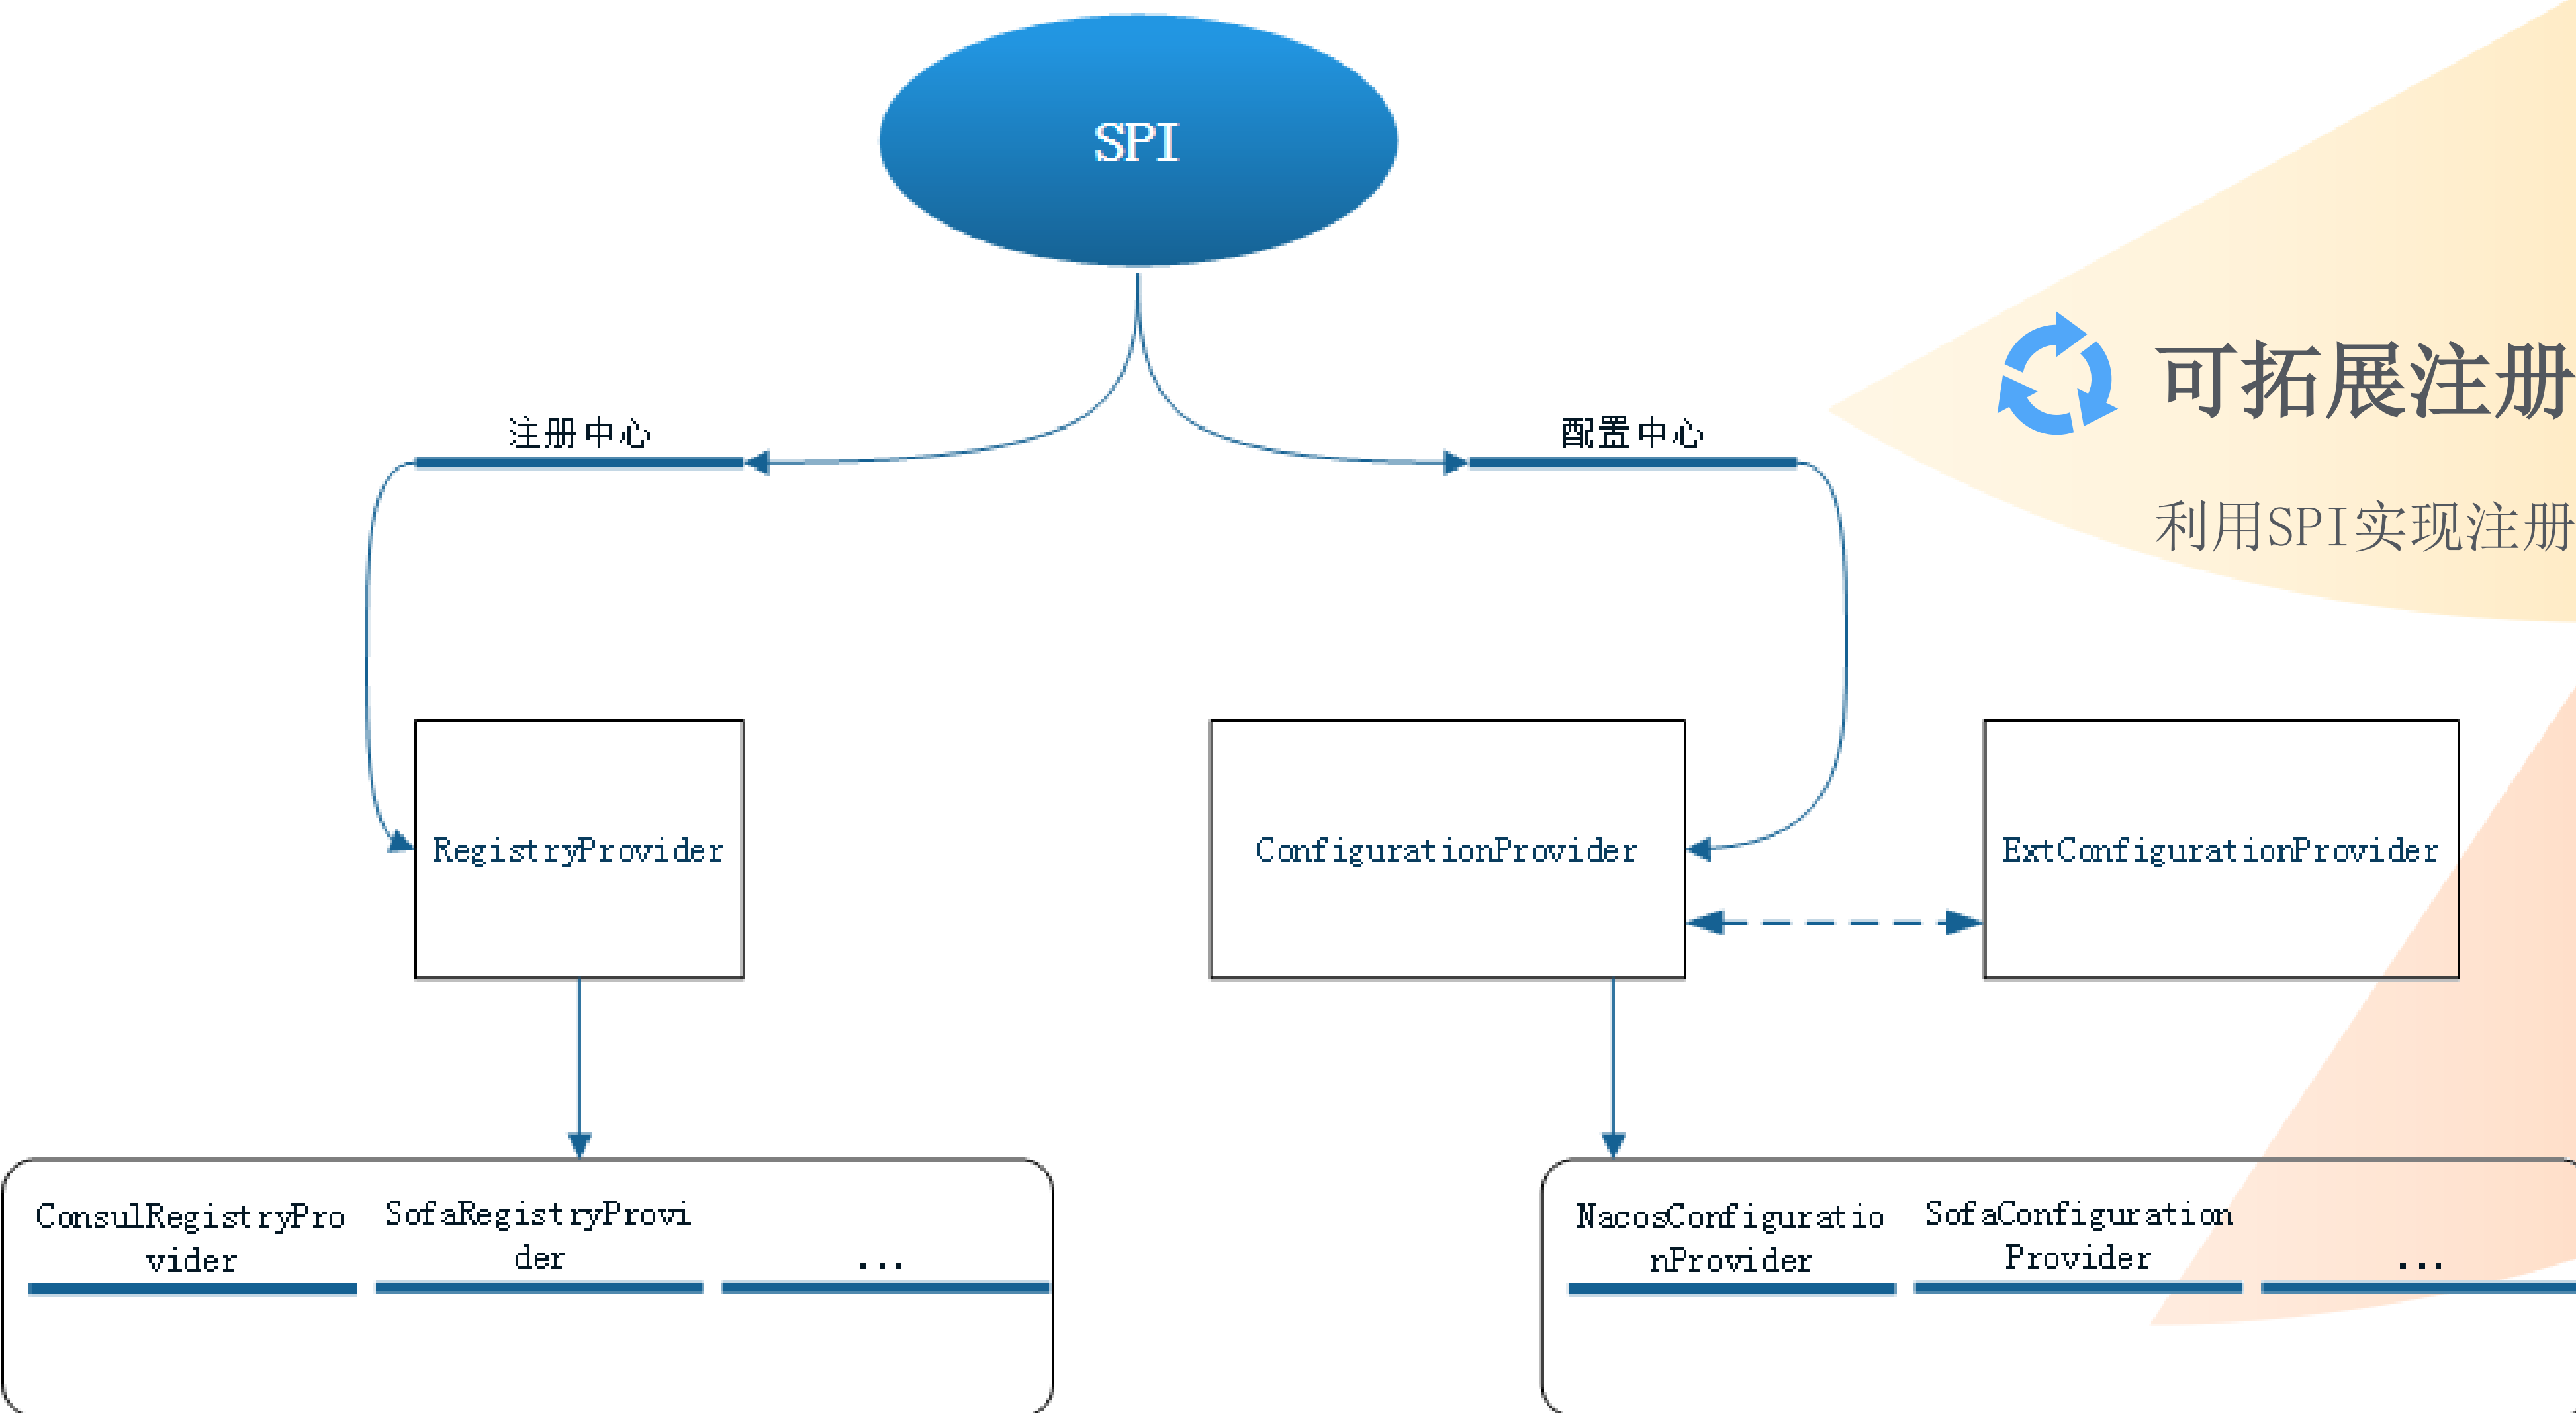 SPI
注册中心
配置中心
可拓展注册
利用SPI实现注册
RegistryProvider
ConfigurationProvider
ExtConfigurationProvider
ConsulRegistryPro
vider
SofaRegistryProvi
der
...
NacosConfiguratio
nProvider
SofaConfiguration
Provider
...